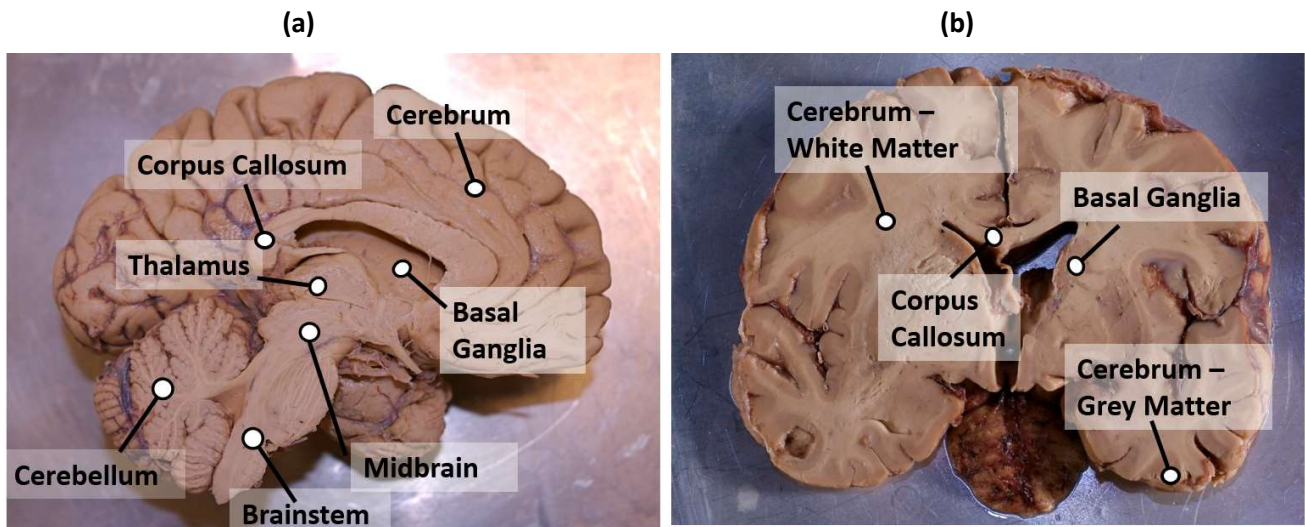 (a)
Cerebrum
Corpus Callosum
Thalamus
Basal
Ganglia
Cerebellum
Midbrain
Brainstem
(b)
Cerebrum –
White Matter
Basal Ganglia
Corpus
Callosum
Cerebrum –
Grey Matter